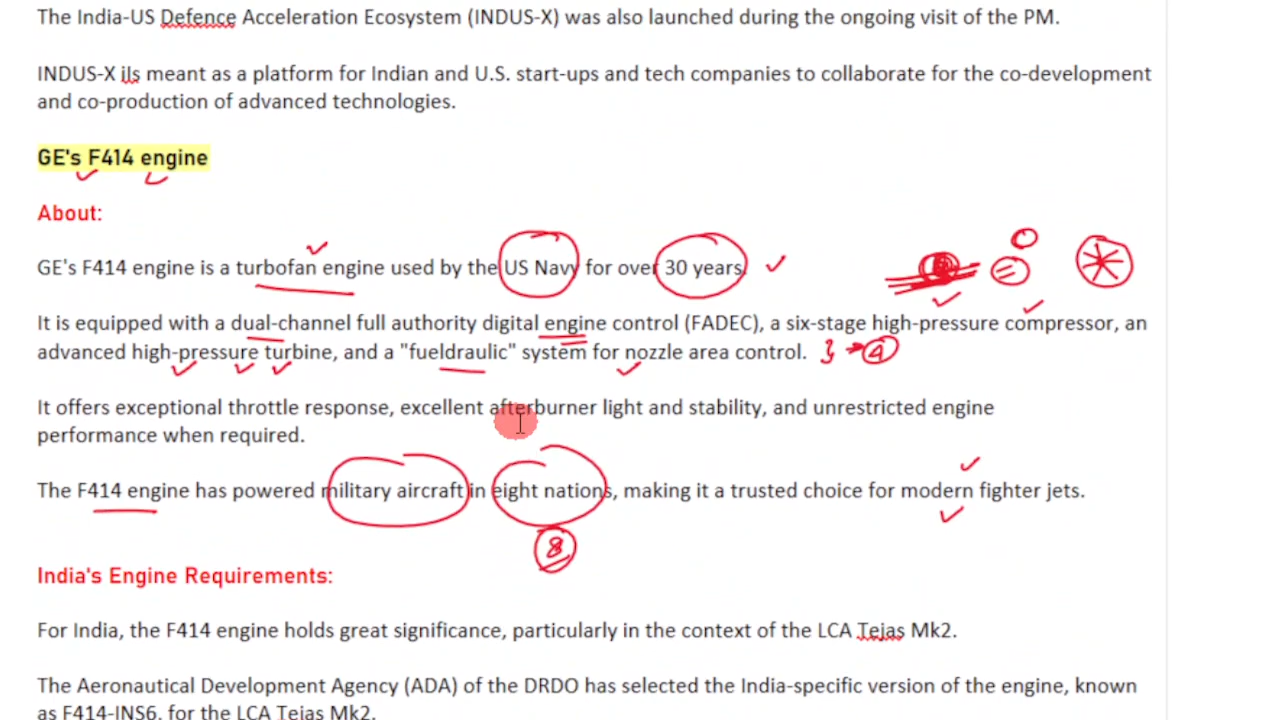 The India-US Defence Acceleration Ecosystem (INDUS-X) was also launched during the ongoing visit of the PM.
INDUS-X iIs meant as a platform for Indian and U.S. start-ups and tech companies to collaborate for the co-development
and co-production of advanced technologies.
GE's F414 engine
About:
GE's F414 engine is a turbofan engine used by the US Navy for over 30 years.
It is equipped with a dual-channel full authority digital engine control (FADEC), a six-stage high-pressure compressor, an
advanced high-pressure turbine, and a "fueldraulic" system for nozzle area control. 4
It offers exceptional throttle response, excellent afterburner light and stability, and unrestricted engine
performance when required.
The F414 engine has powered military aircraft in eight nations, making it a trusted choice for modern fighter jets.
8
India's Engine Requirements:
For India, the F414 engine holds great significance, particularly in the context of the LCA Tejas Mk2.
The Aeronautical Development Agency (ADA) of the DRDO has selected the India-specific version of the engine, known
as F414-INS6, for the LCA Tejas Mk2.